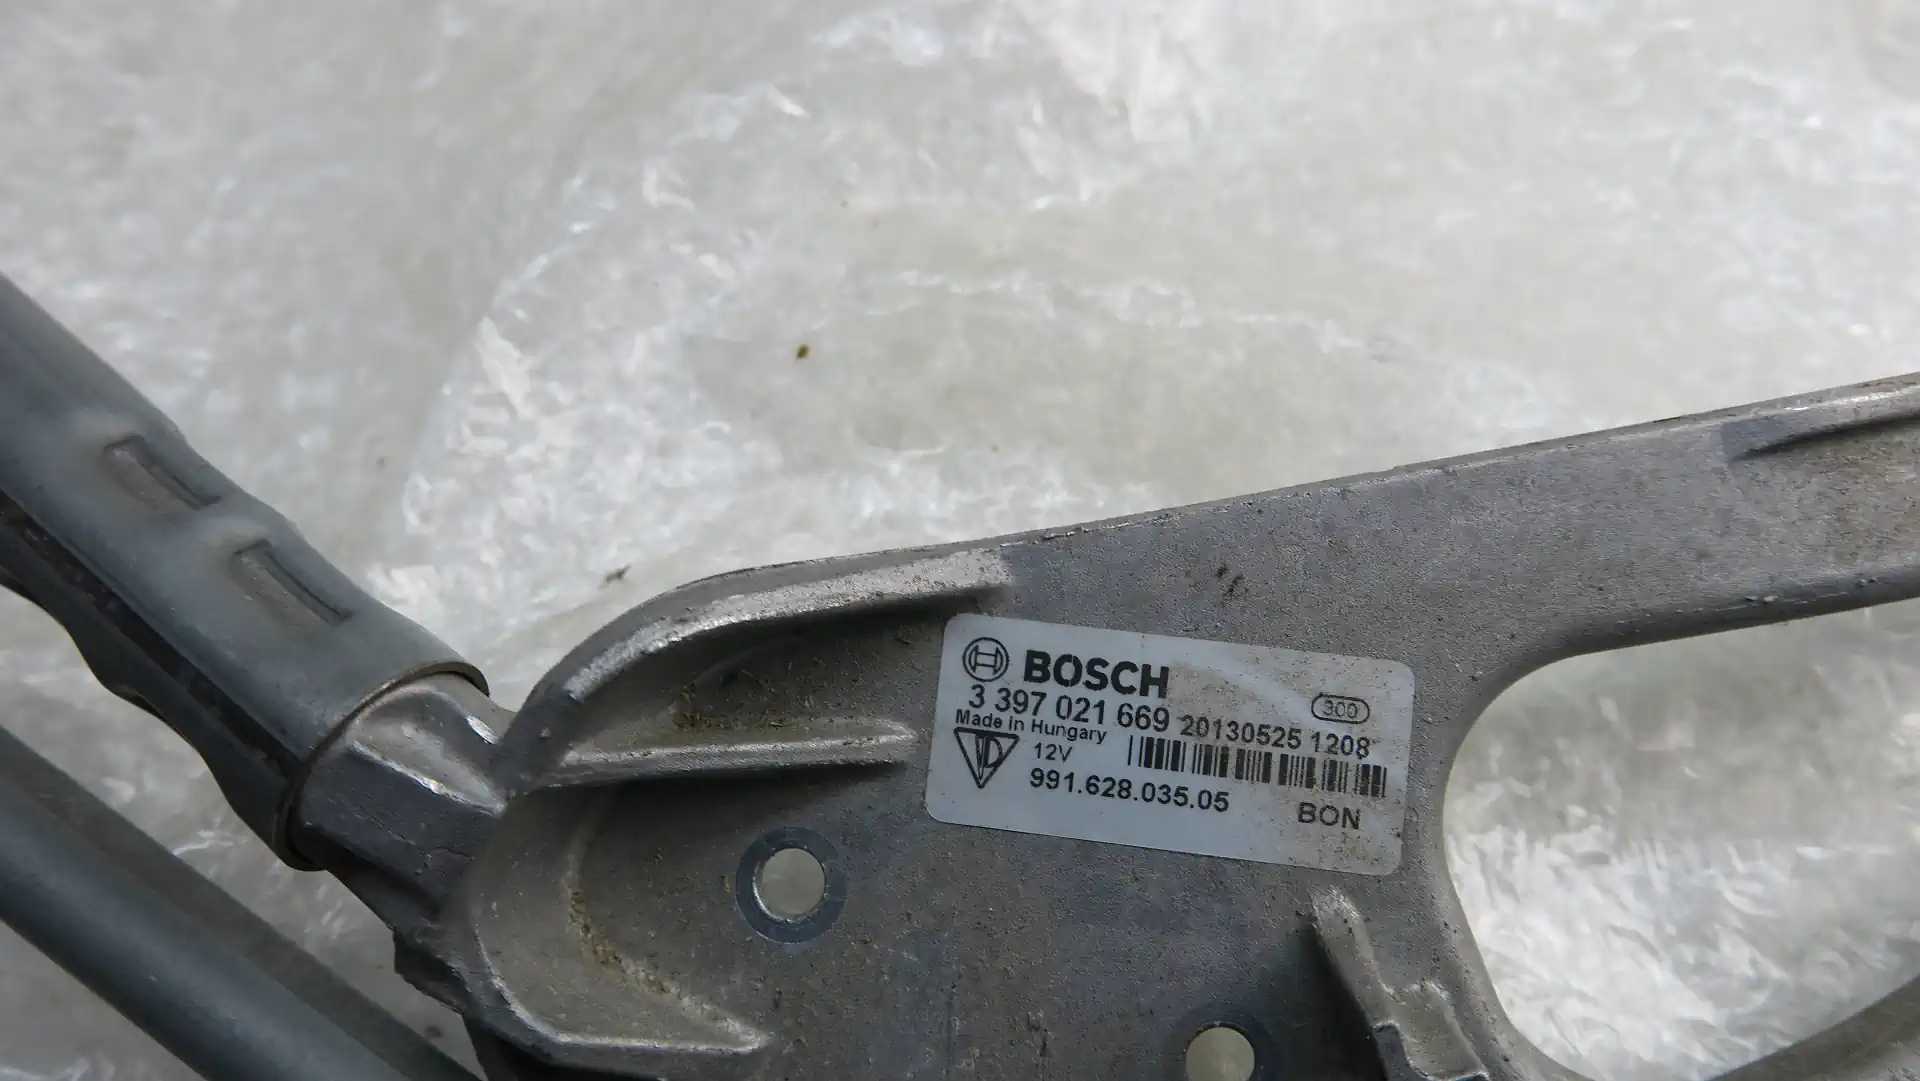 BOSCH
300
3 397 021 669 20130525 1208
Made in Hungary
12V
991.628.035.05
BON